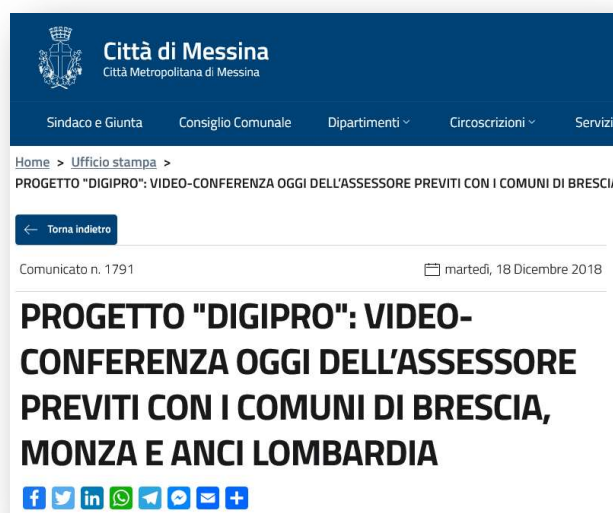 Città di Messina
Città Metropolitana di Messina
Sindaco e Giunta Consiglio Comunale Dipartimenti Circoscrizioni Servizi
Home > Ufficio stampa >
PROGETTO "DIGIPRO": VIDEO-CONFERENZA OGGI DELL'ASSESSORE PREVITI CON I COMUNI DI BRESCIA
Torna indietro
Comunicato n. 1791 martedì, 18 Dicembre 2018
PROGETTO "DIGIPRO": VIDEO-
CONFERENZA OGGI DELL'ASSESSORE
PREVITI CON I COMUNI DI BRESCIA,
MONZA E ANCI LOMBARDIA